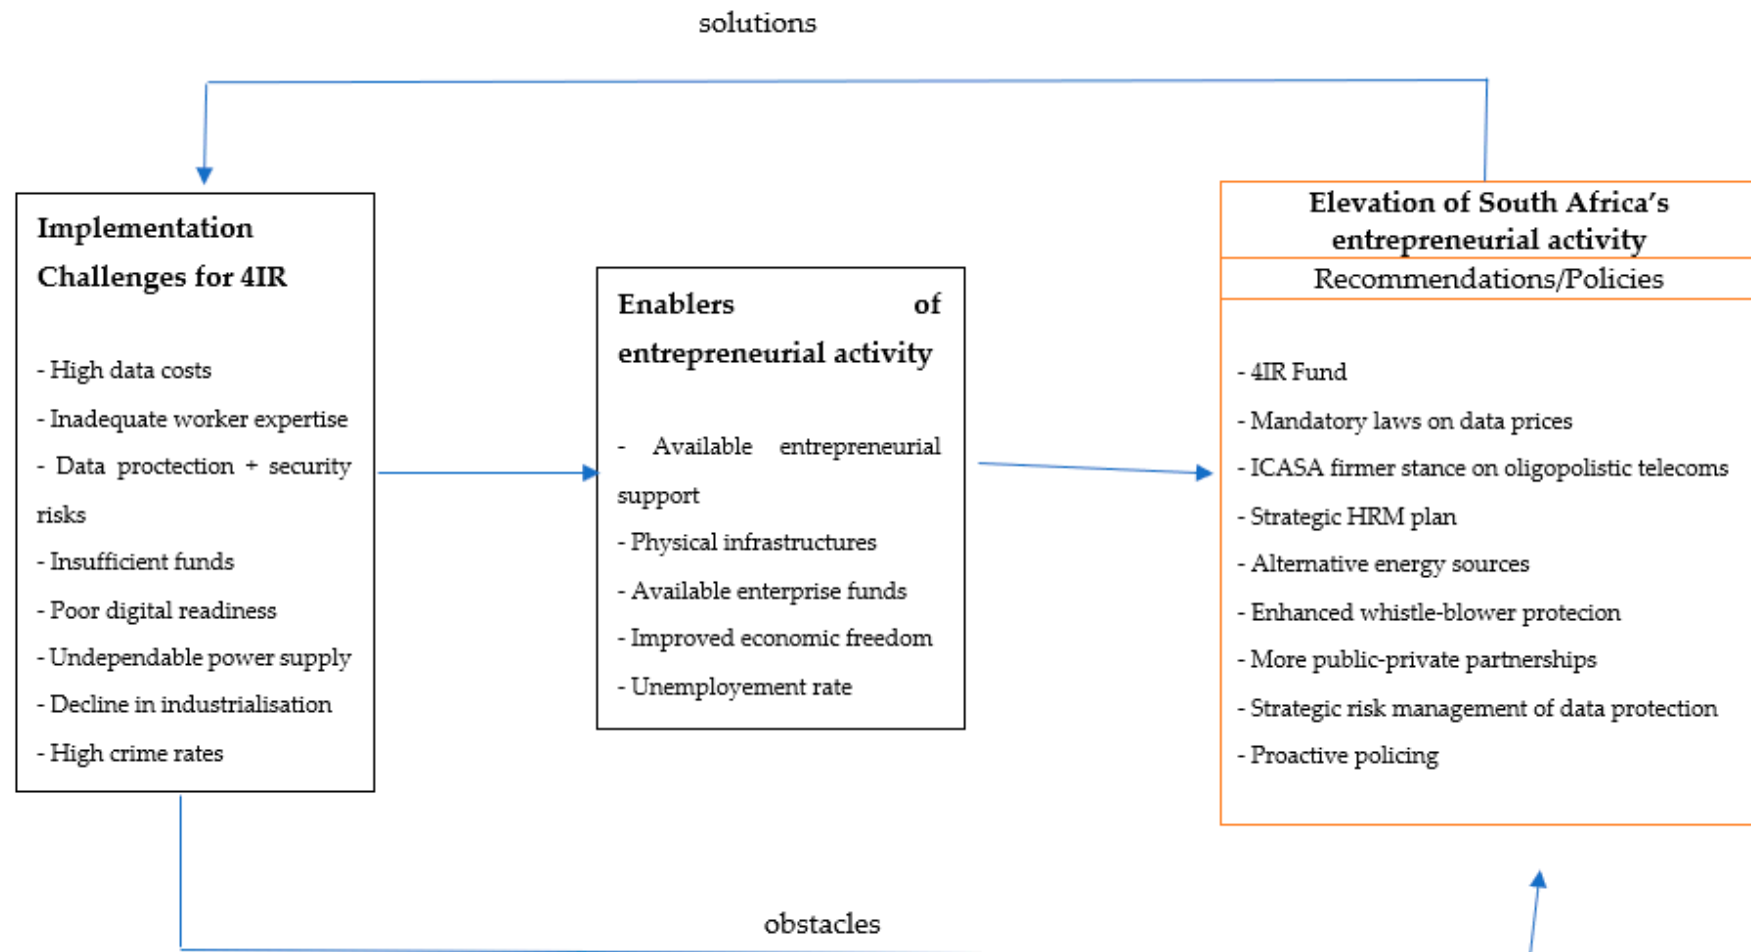 solutions
Implementation
Challenges for 4IR
- High data costs
- Inadequate worker expertise
- Data proctection + security
risks
- Insufficient funds
- Poor digital readiness
- Undependable power supply
- Decline in industrialisation
- High crime rates
Enablers of
entrepreneurial activity
- Available entrepreneurial
support
- Physical infrastructures
- Available enterprise funds
- Improved economic freedom
- Unemployement rate
Elevation of South Africa’s
entrepreneurial activity
Recommendations/Policies
- 4IR Fund
- Mandatory laws on data prices
- ICASA firmer stance on oligopolistic telecoms
- Strategic HRM plan
- Alternative energy sources
- Enhanced whistle-blower protecion
- More public-private partnerships
- Strategic risk management of data protection
- Proactive policing
obstacles